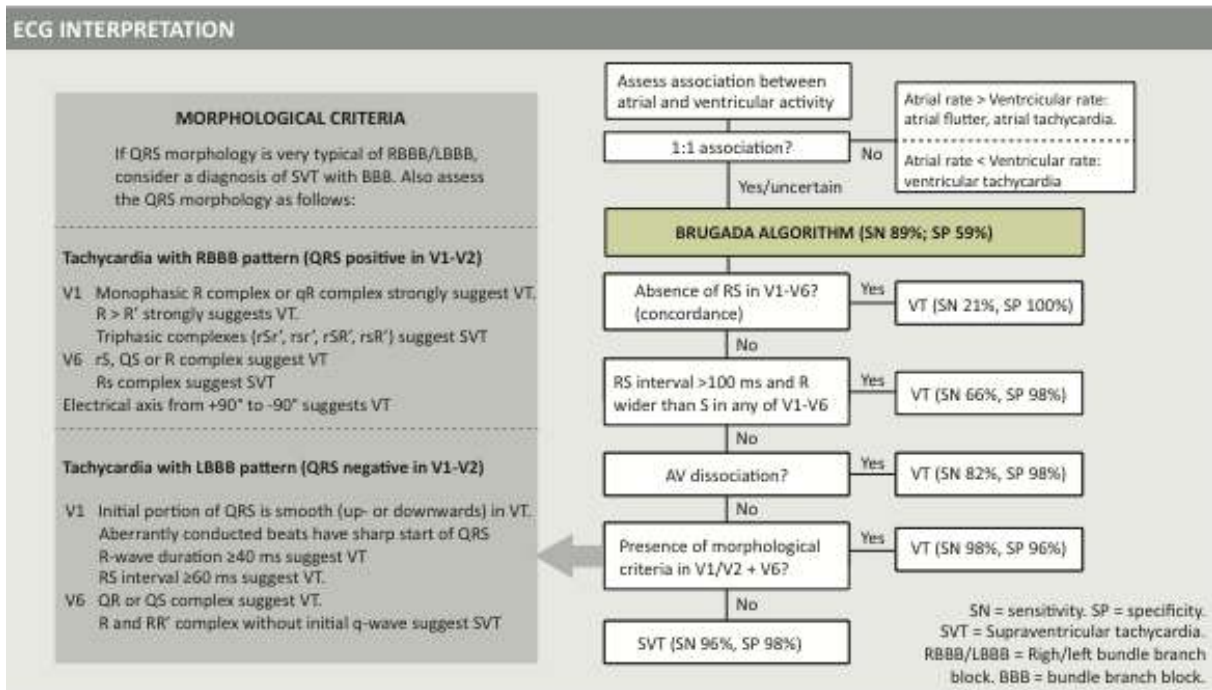 ECG INTERPRETATION
MORPHOLOGICAL CRITERIA
If QRS morphology is very typical of RBBB/LBBB,
consider a diagnosis of SVT with BBB. Also assess
the QRS morphology as follows:
Tachycardia with RBBB pattern (QRS positive in V1-V2)
V1 Monophasic R complex or qR complex strongly suggest VT.
R > R' strongly suggests VT.
Triphasic complexes (rSr', rsr', rSR', rsR') suggest SVT
V6 rS, QS or R complex suggest VT
Rs complex suggest SVT
Electrical axis from +90° to -90° suggests VT
Tachycardia with LBBB pattern (QRS negative in V1-V2)
V1 Initial portion of QRS is smooth (up- or downwards) in VT.
Aberrantly conducted beats have sharp start of QRS
R-wave duration ≥40 ms suggest VT
RS interval ≥60 ms suggest VT.
V6 QR or QS complex suggest VT.
R and RR' complex without initial q-wave suggest SVT
Assess association between
atrial and ventricular activity
1:1 association?
No
Atrial rate > Ventrcicular rate:
atrial flutter, atrial tachycardia.
Atrial rate < Ventricular rate:
ventricular tachycardia
Yes/uncertain
BRUGADA ALGORITHM (SN 89%; SP 59%)
Absence of RS in V1-V6?
(concordance)
Yes
VT (SN 21%, SP 100%)
No
RS interval >100 ms and R
wider than S in any of V1-V6
Yes
VT (SN 66%, SP 98%)
No
AV dissociation?
Yes
VT (SN 82%, SP 98%)
No
Presence of morphological
criteria in V1/V2 + V6?
Yes
VT (SN 98%, SP 96%)
No
SVT (SN 96%, SP 98%)
SN = sensitivity. SP = specificity.
SVT = Supraventricular tachycardia.
RBBB/LBBB = Righ/left bundle branch
block. BBB = bundle branch block.